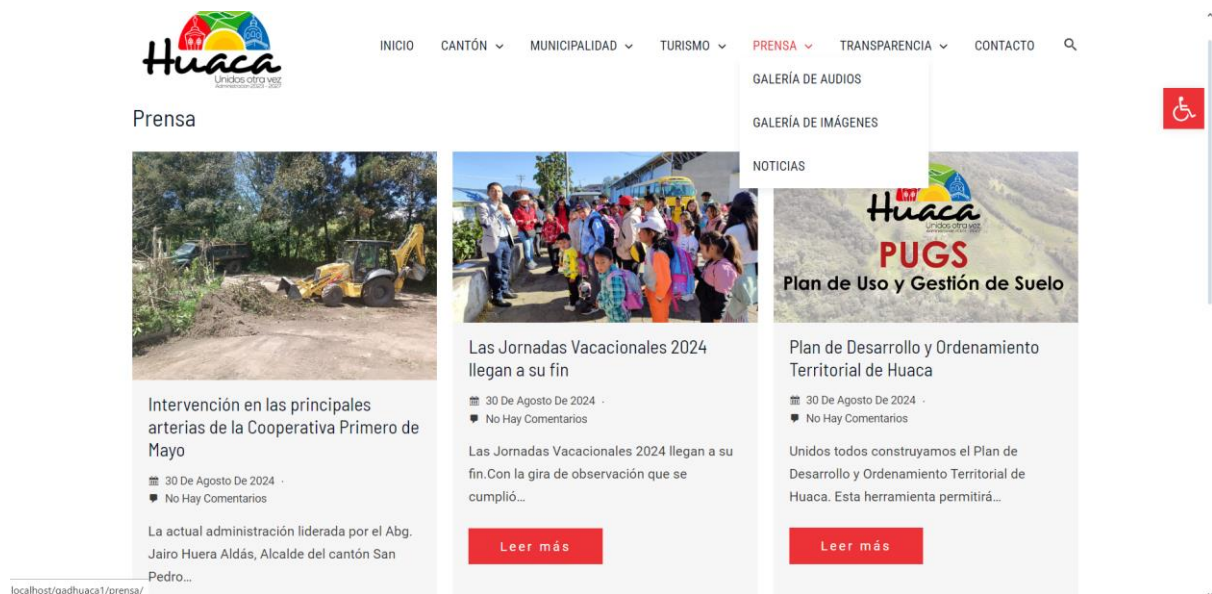 Huaca
Unidos otra vez
Administración 2023 - 2027
INICIO
CANTÓN
MUNICIPALIDAD
TURISMO
PRENSA
TRANSPARENCIA
CONTACTO
GALERÍA DE AUDIOS
GALERÍA DE IMÁGENES
NOTICIAS
Prensa
Intervención en las principales
arterias de la Cooperativa Primero de
Mayo
30 De Agosto De 2024 ·
No Hay Comentarios
La actual administración liderada por el Abg.
Jairo Huera Aldás, Alcalde del cantón San
Pedro…
Las Jornadas Vacacionales 2024
llegan a su fin
30 De Agosto De 2024 ·
No Hay Comentarios
Las Jornadas Vacacionales 2024 llegan a su
fin.Con la gira de observación que se
cumplió…
Leer más
Huaca
Unidos otra vez
PUGS
Plan de Uso y Gestión de Suelo
Plan de Desarrollo y Ordenamiento
Territorial de Huaca
30 De Agosto De 2024 ·
No Hay Comentarios
Unidos todos construyamos el Plan de
Desarrollo y Ordenamiento Territorial de
Huaca. Esta herramienta permitirá…
Leer más
localhost/gadhuaca1/prensa/